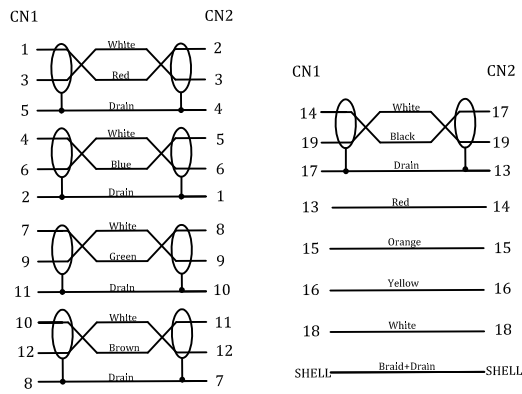 CN1 CN2
1 White 2
3 Red 3
5 Drain 4
4 White 5
6 Blue 6
2 Drain 1
7 White 8
9 Green 9
11 Drain 10
10 White 11
12 Brown 12
8 Drain 7
CN1 CN2
14 White 17
19 Black 19
17 Drain 13
13 Red 14
15 Orange 15
16 Yellow 16
18 White 18
SHELL Braid+Drain SHELL